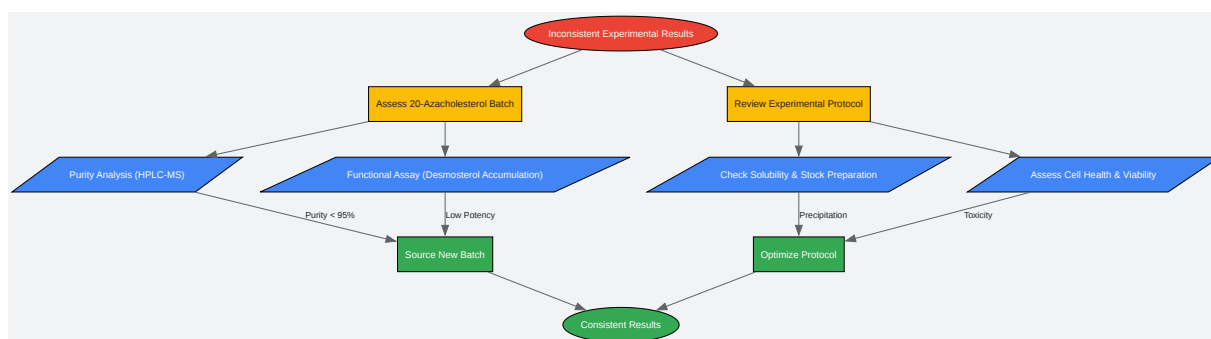 Inconsistent Experimental Results
Assess 20-Azacholesterol Batch
Review Experimental Protocol
Purity Analysis (HPLC-MS)
Functional Assay (Desmosterol Accumulation)
Check Solubility & Stock Preparation
Assess Cell Health & Viability
Purity < 95%
Low Potency
Precipitation
Toxicity
Source New Batch
Optimize Protocol
Consistent Results